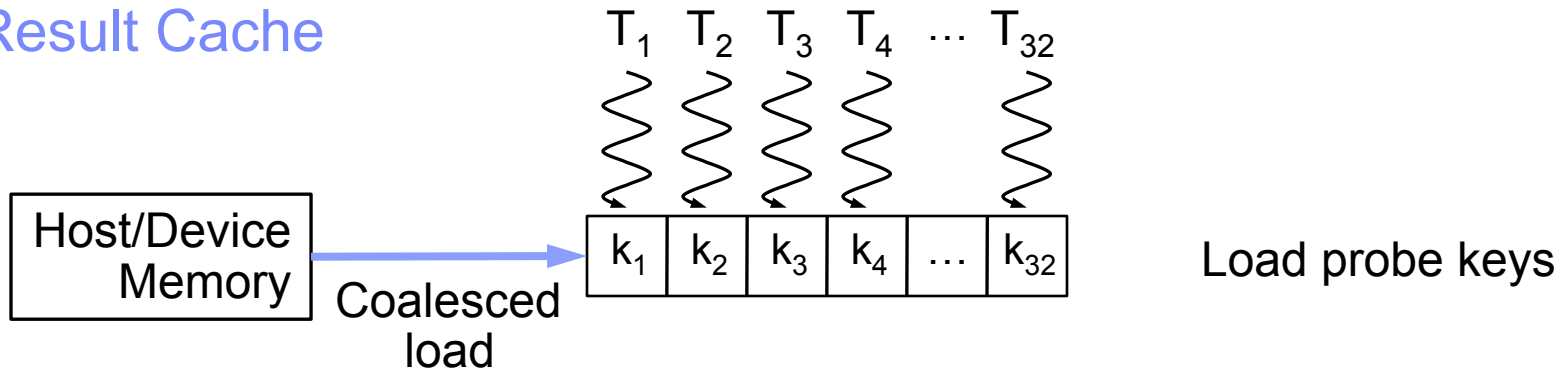 Result Cache
T₁ T₂ T₃ T₄ … T₃₂
Host/Device
Memory
Coalesced
load
k₁ k₂ k₃ k₄ … k₃₂
Load probe keys